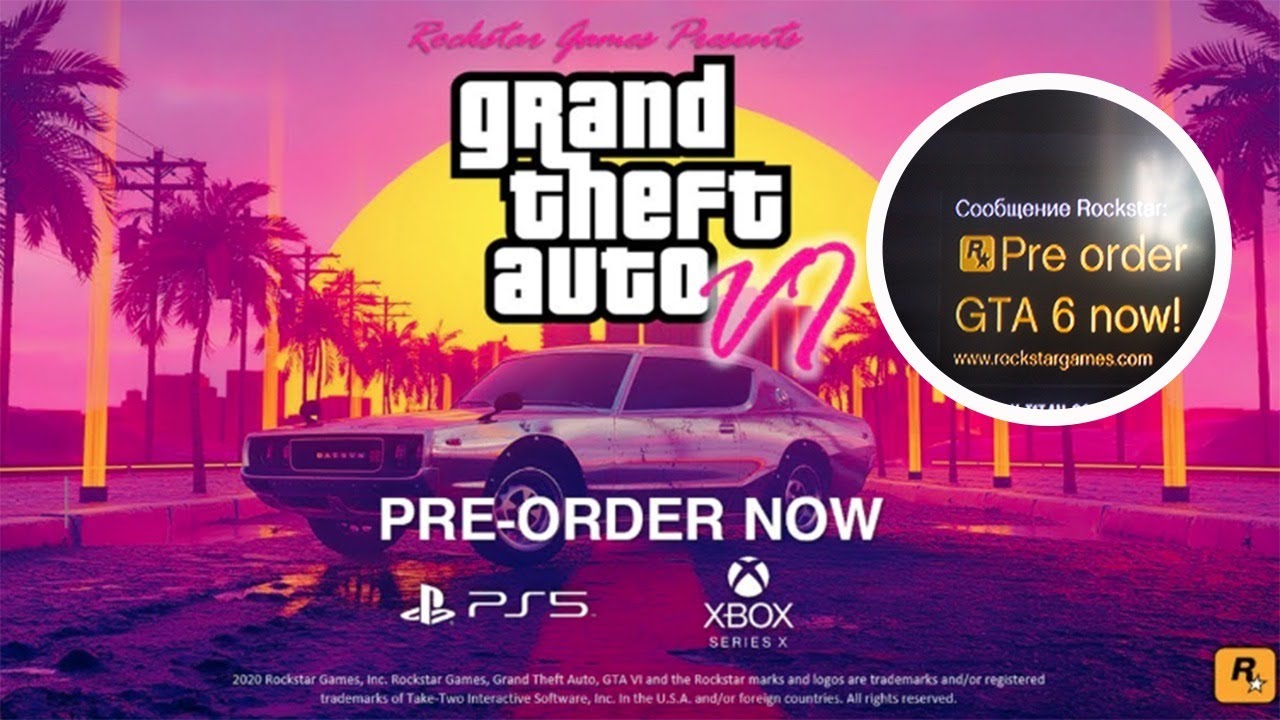 Rockstar Games Presents
grand
theft
auto VI
Сообщение Rockstar:
R Pre order
GTA 6 now!
www.rockstargames.com
DATSUN
PRE-ORDER NOW
PS5
XBOX
SERIES X
2020 Rockstar Games, Inc. Rockstar Games, Grand Theft Auto, GTA VI and the Rockstar marks and logos are trademarks and/or registered
trademarks of Take-Two Interactive Software, Inc. In the U.S.A. and/or foreign countries. All rights reserved.
R